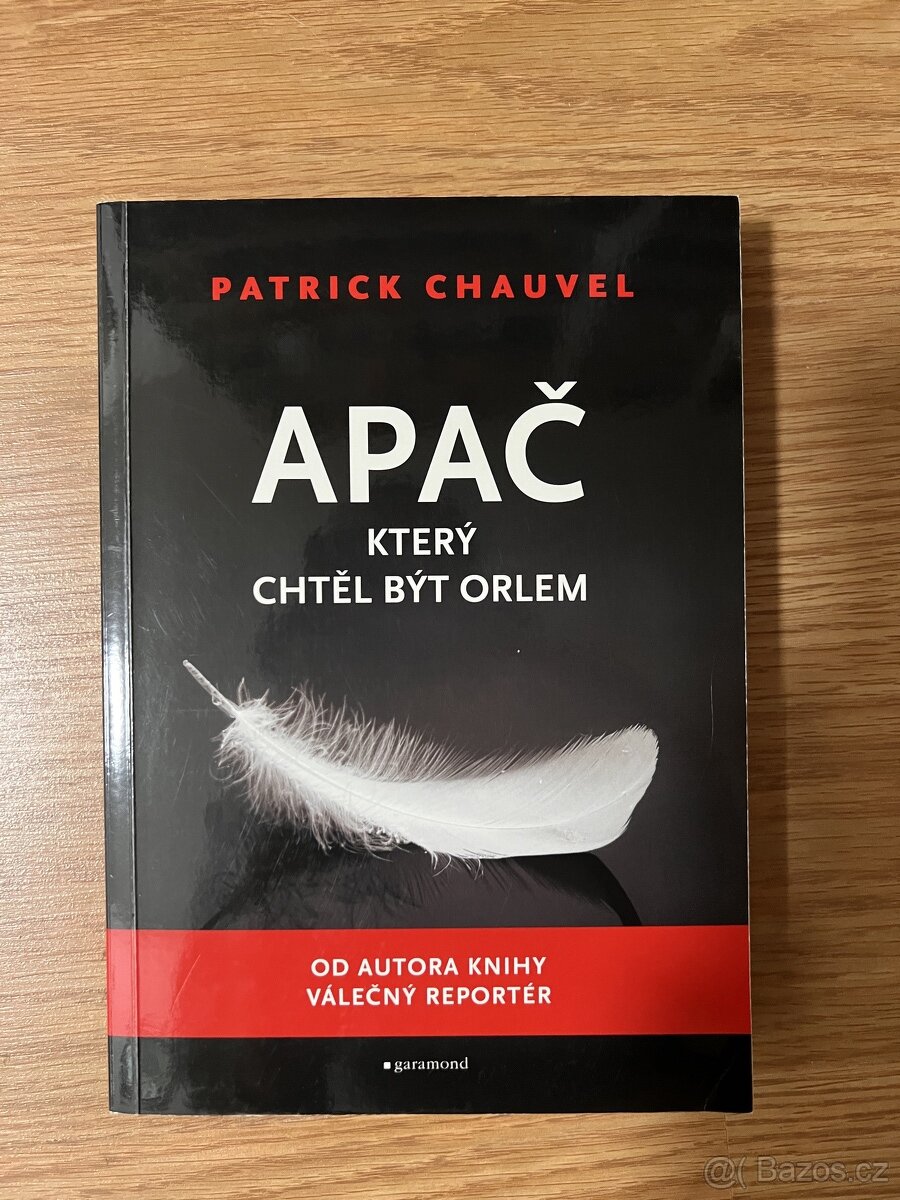 PATRICK CHAUVEL
APAČ
KTERÝ
CHTĚL BÝT ORLEM
OD AUTORA KNIHY
VÁLEČNÝ REPORTÉR
garamond
@( Bazos.cz